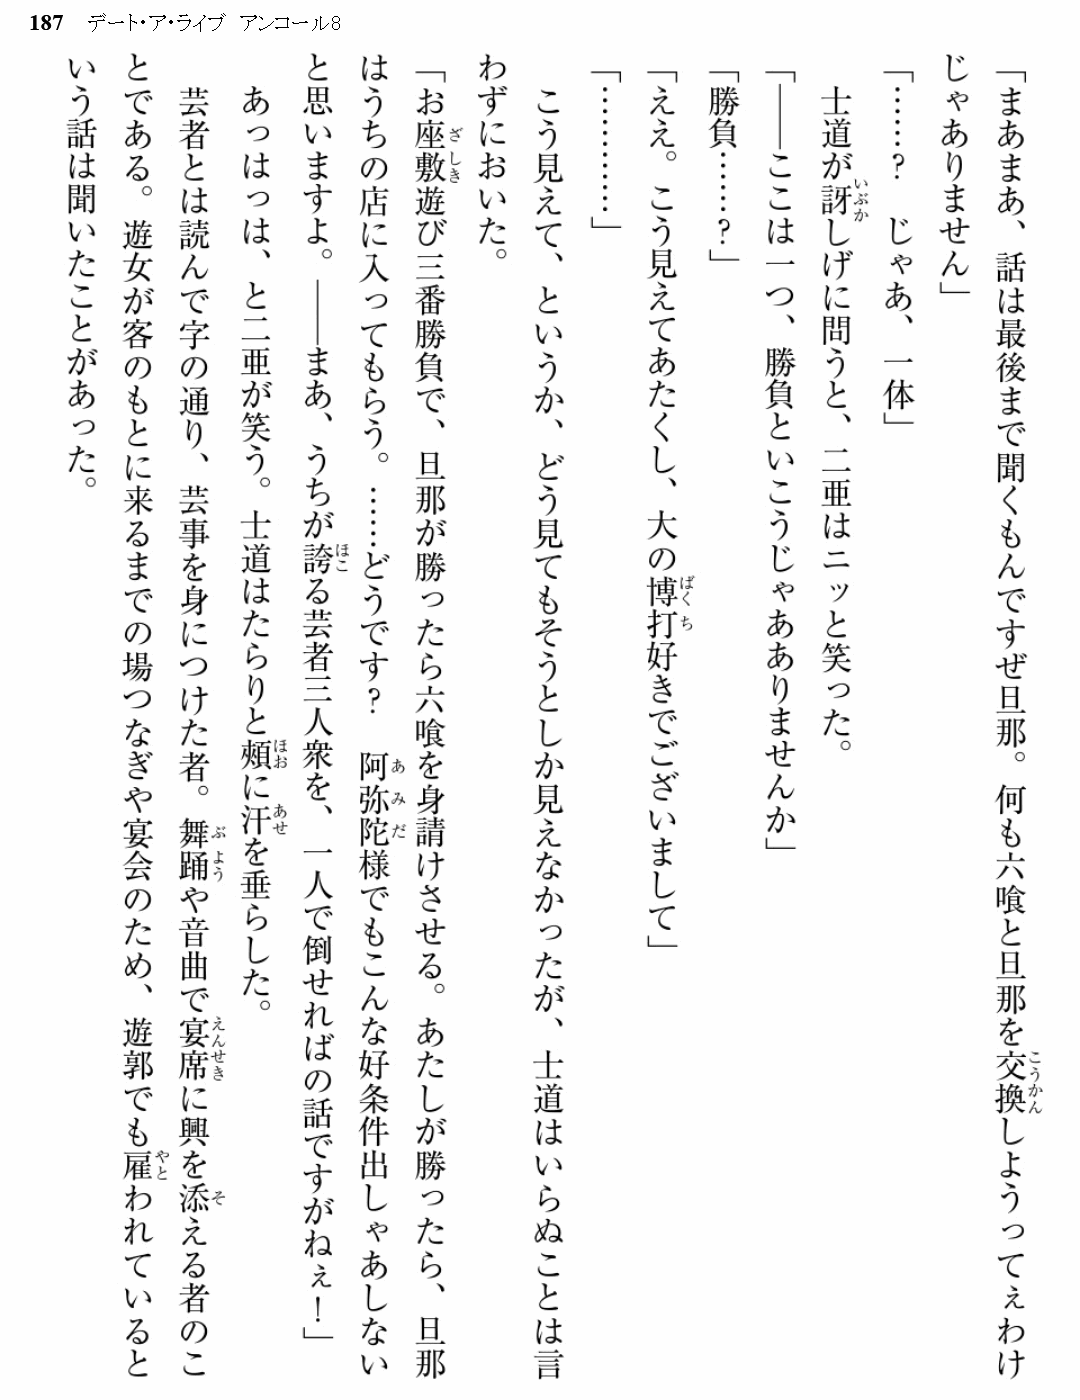 187 デート・ア・ライブ アンコール8
「まあまあ、話は最後まで聞くもんですぜ旦那。何も六喰と旦那を交換しようってぇわけ
じゃありません」
「……? じゃあ、一体」
士道が訝しげに問うと、二亜はニッと笑った。
「――ここは一つ、勝負といこうじゃあありませんか」
「勝負……?」
「ええ。こう見えてあたくし、大の博打好きでございまして」
「…………」
こう見えて、というか、どう見てもそうとしか見えなかったが、士道はいらぬことは言
わずにおいた。
「お座敷遊び三番勝負で、旦那が勝ったら六喰を身請けさせる。あたしが勝ったら、旦那
はうちの店に入ってもらう。……どうです? 阿弥陀様でもこんな好条件出しゃあしない
と思いますよ。――まあ、うちが誇る芸者三人衆を、一人で倒せればの話ですがねぇ!」
あっはっは、と二亜が笑う。士道はたらりと頰に汗を垂らした。
芸者とは読んで字の通り、芸事を身につけた者。舞踊や音曲で宴席に興を添える者のこ
とである。遊女が客のもとに来るまでの場つなぎや宴会のため、遊郭でも雇われていると
いう話は聞いたことがあった。